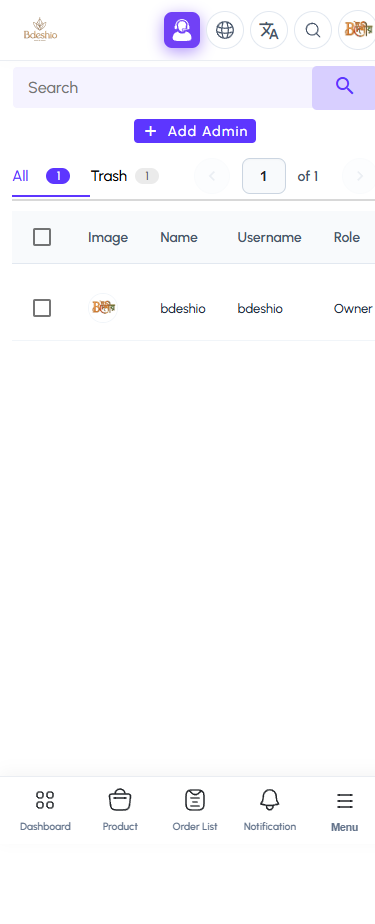 Bdeshio
Search
+ Add Admin
All 1 Trash 1 1 of 1
Image Name Username Role
bdeshio bdeshio Owner
Dashboard Product Order List Notification Menu